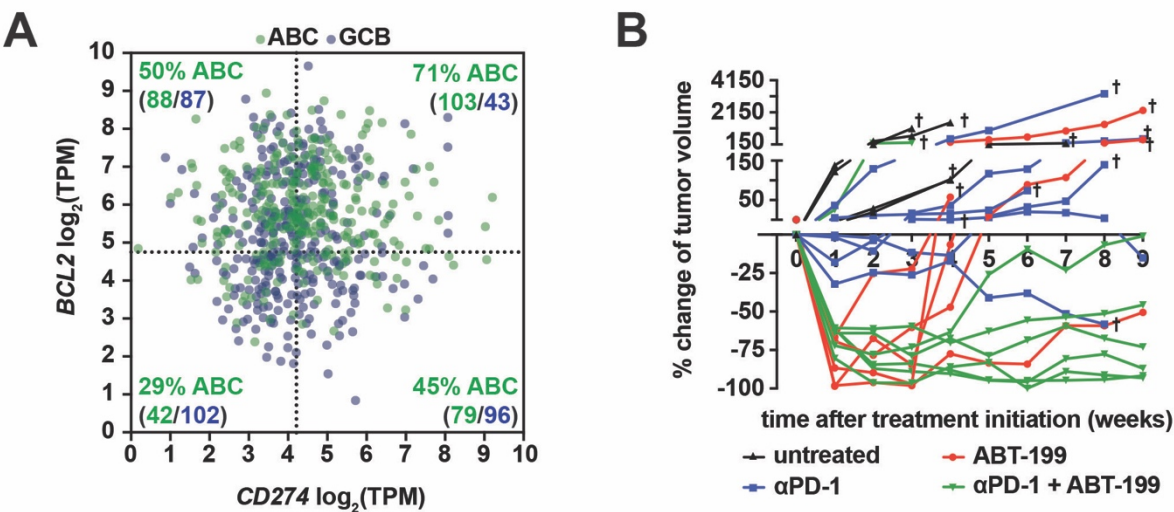 A
ABC GCB
50% ABC
(88/87)
71% ABC
(103/43)
29% ABC
(42/102)
45% ABC
(79/96)
10
9
8
7
6
5
4
3
2
1
0
BCL2 log2(TPM)
0 1 2 3 4 5 6 7 8 9 10
CD274 log2(TPM)
B
% change of tumor volume
4150
2150
150
150
50
-25
-50
-75
-100
† † † † † † † † † † † †
0 1 2 3 4 5 6 7 8 9
time after treatment initiation (weeks)
untreated
ABT-199
αPD-1
αPD-1 + ABT-199